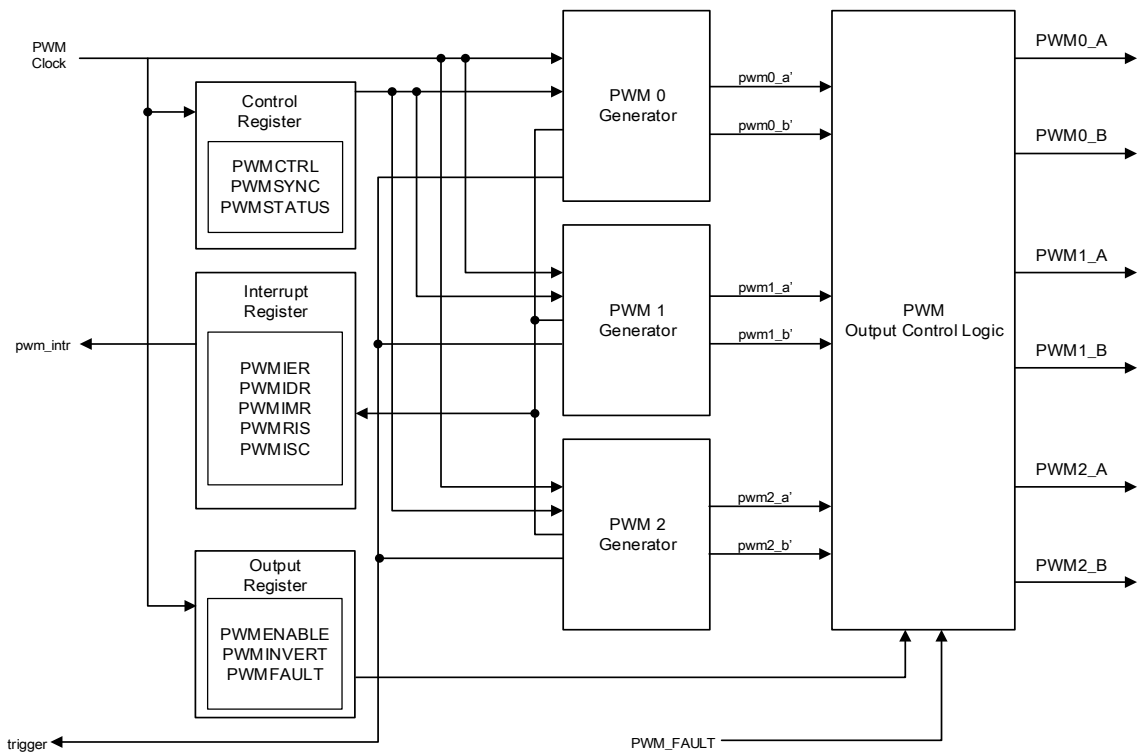 PWM
Clock
Control
Register
PWMCTRL
PWMSYNC
PWMSTATUS
Interrupt
Register
PWMIER
PWMIDR
PWMIMR
PWMRIS
PWMISC
pwm_intr
Output
Register
PWMENABLE
PWMINVERT
PWMFAULT
trigger
PWM 0
Generator
pwm0_a’
pwm0_b’
PWM 1
Generator
pwm1_a’
pwm1_b’
PWM 2
Generator
pwm2_a’
pwm2_b’
PWM
Output Control Logic
PWM_FAULT
PWM0_A
PWM0_B
PWM1_A
PWM1_B
PWM2_A
PWM2_B